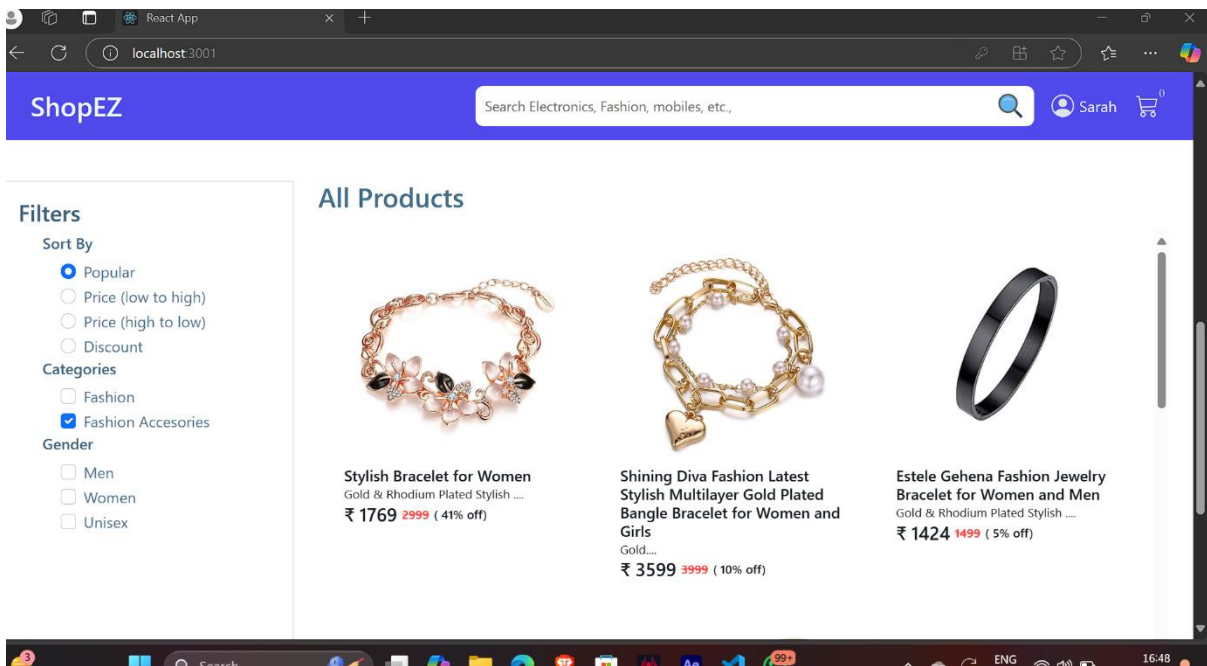 React App
localhost:3001
ShopEZ
Search Electronics, Fashion, mobiles, etc.,
Sarah
0
All Products
Filters
Sort By
Popular
Price (low to high)
Price (high to low)
Discount
Categories
Fashion
Fashion Accesories
Gender
Men
Women
Unisex
Stylish Bracelet for Women
Gold & Rhodium Plated Stylish ....
₹ 1769 2999 ( 41% off)
Shining Diva Fashion Latest
Stylish Multilayer Gold Plated
Bangle Bracelet for Women and
Girls
Gold....
₹ 3599 3999 ( 10% off)
Estele Gehena Fashion Jewelry
Bracelet for Women and Men
Gold & Rhodium Plated Stylish ....
₹ 1424 1499 ( 5% off)
3
Search
Ae
99+
ENG
16:48